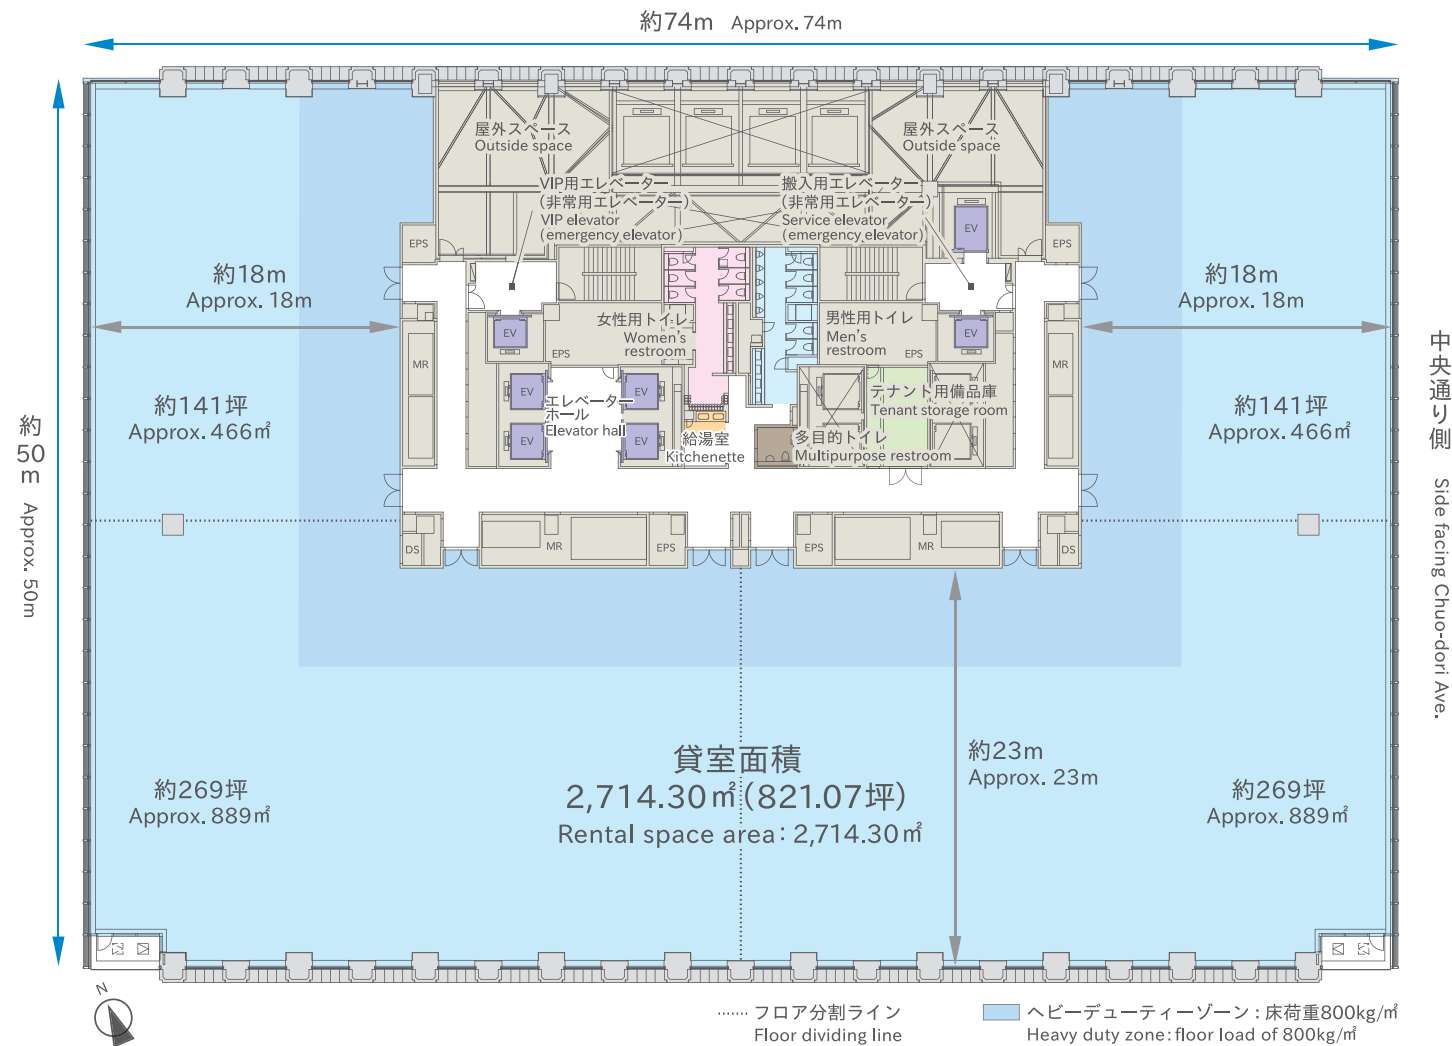 約74m Approx. 74m
屋外スペース
Outside space
屋外スペース
Outside space
VIP用エレベーター
(非常用エレベーター)
VIP elevator
(emergency elevator)
搬入用エレベーター
(非常用エレベーター)
Service elevator
(emergency elevator)
EV
EPS
EPS
約18m
Approx. 18m
約18m
Approx. 18m
EV
女性用トイレ
Women's
restroom
男性用トイレ
Men's
restroom
EV
EPS
EPS
MR
MR
EV
EV
エレベーター
ホール
Elevator hall
EV
EV
テナント用備品庫
Tenant storage room
給湯室
Kitchenette
多目的トイレ
Multipurpose restroom
約141坪
Approx. 466㎡
約141坪
Approx. 466㎡
約50m Approx. 50m
中央通り側 Side facing Chuo-dori Ave.
DS
MR
EPS
EPS
MR
DS
約23m
Approx. 23m
貸室面積
2,714.30㎡(821.07坪)
Rental space area: 2,714.30㎡
約269坪
Approx. 889㎡
約269坪
Approx. 889㎡
N
フロア分割ライン
Floor dividing line
ヘビーデューティーゾーン:床荷重800kg/㎡
Heavy duty zone: floor load of 800kg/㎡